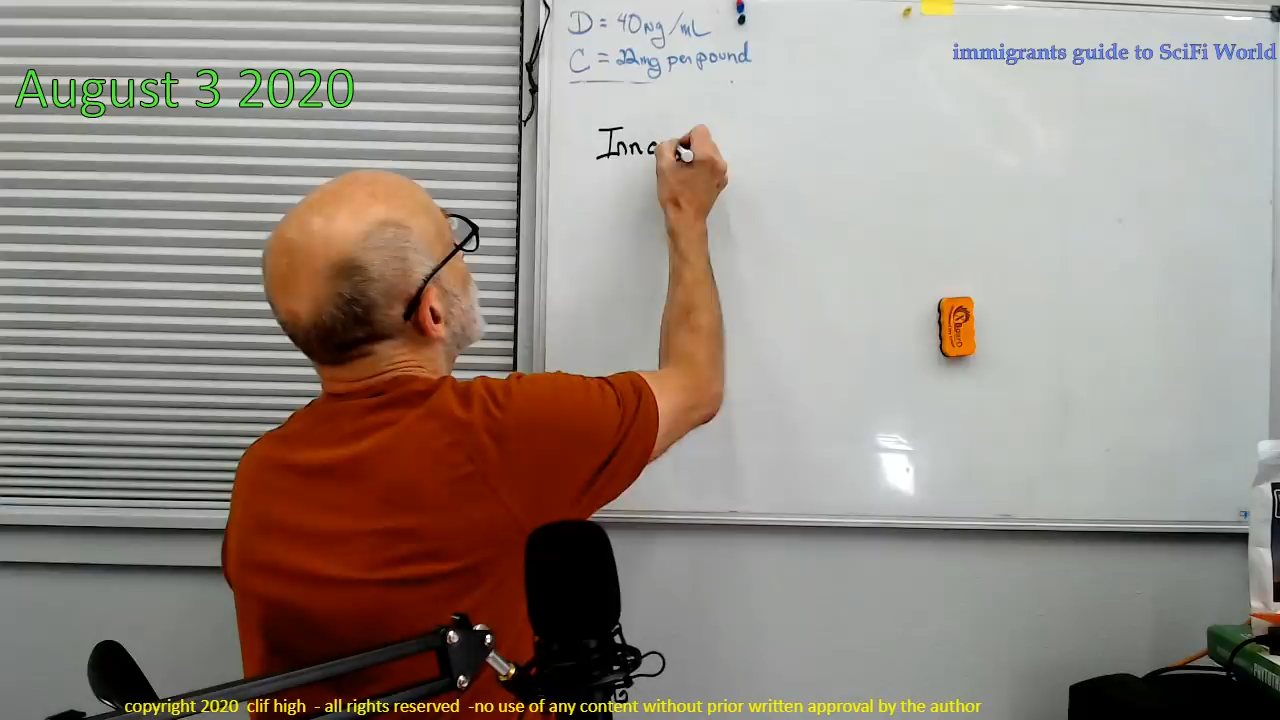 D = 40ng/mL
C = 22mg per pound
immigrants guide to SciFi World
August 3 2020
Inno
copyright 2020 clif high - all rights reserved -no use of any content without prior written approval by the author